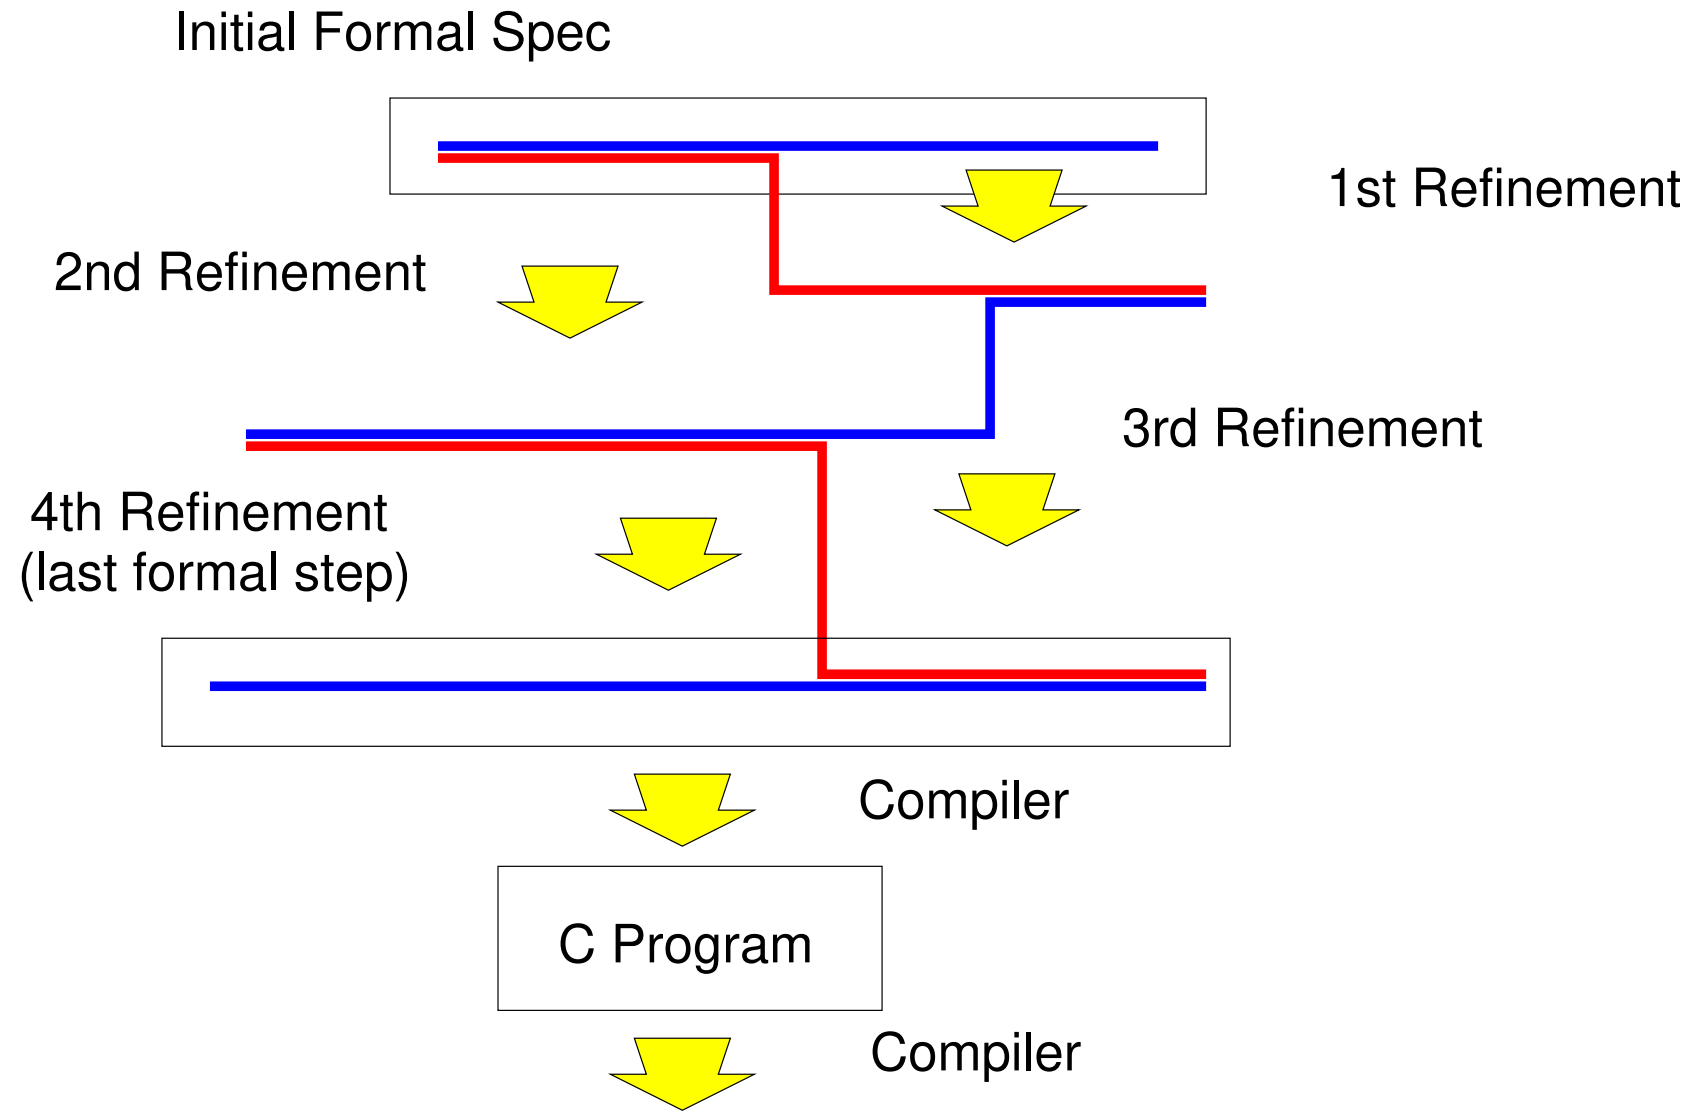 Initial Formal Spec
1st Refinement
2nd Refinement
3rd Refinement
4th Refinement
(last formal step)
Compiler
C Program
Compiler